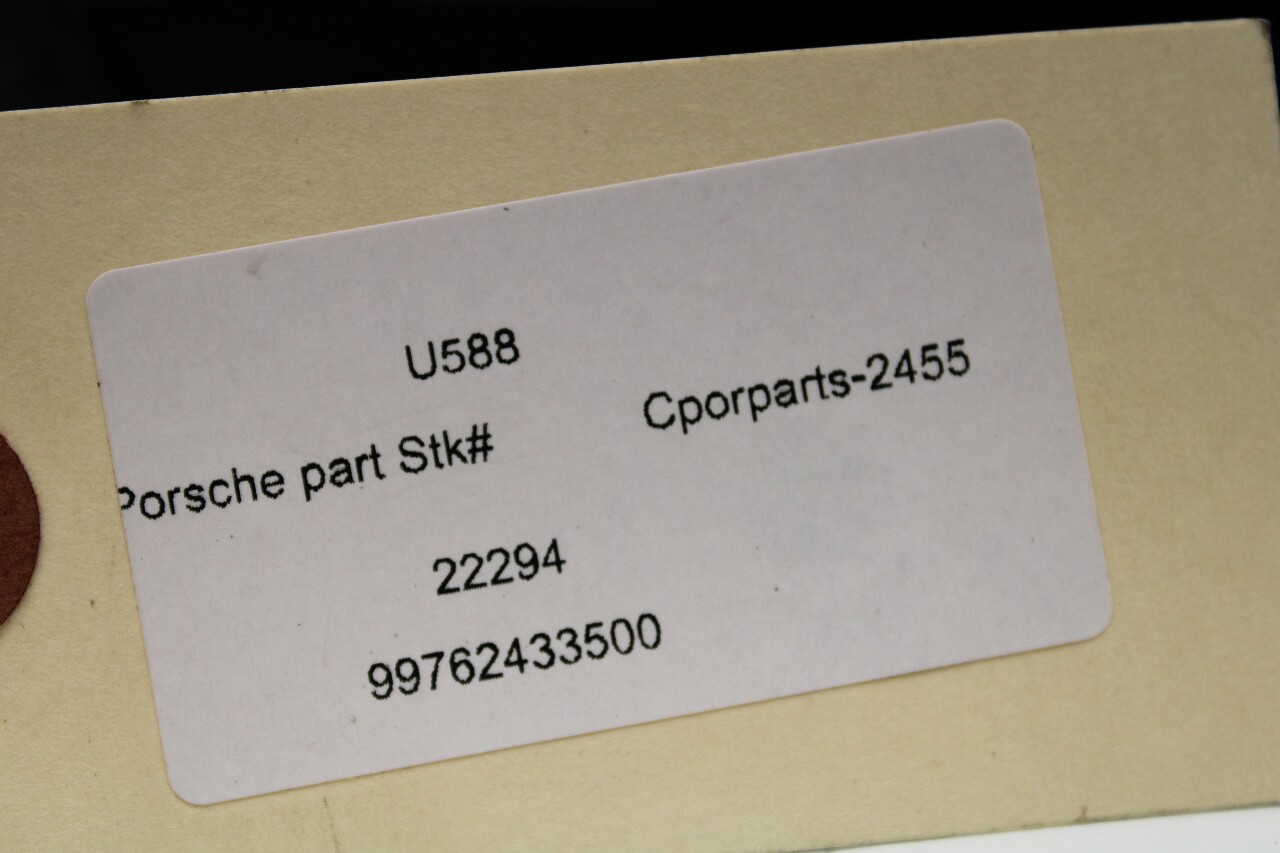 U588
Cporparts-2455
Porsche part Stk#
22294
99762433500